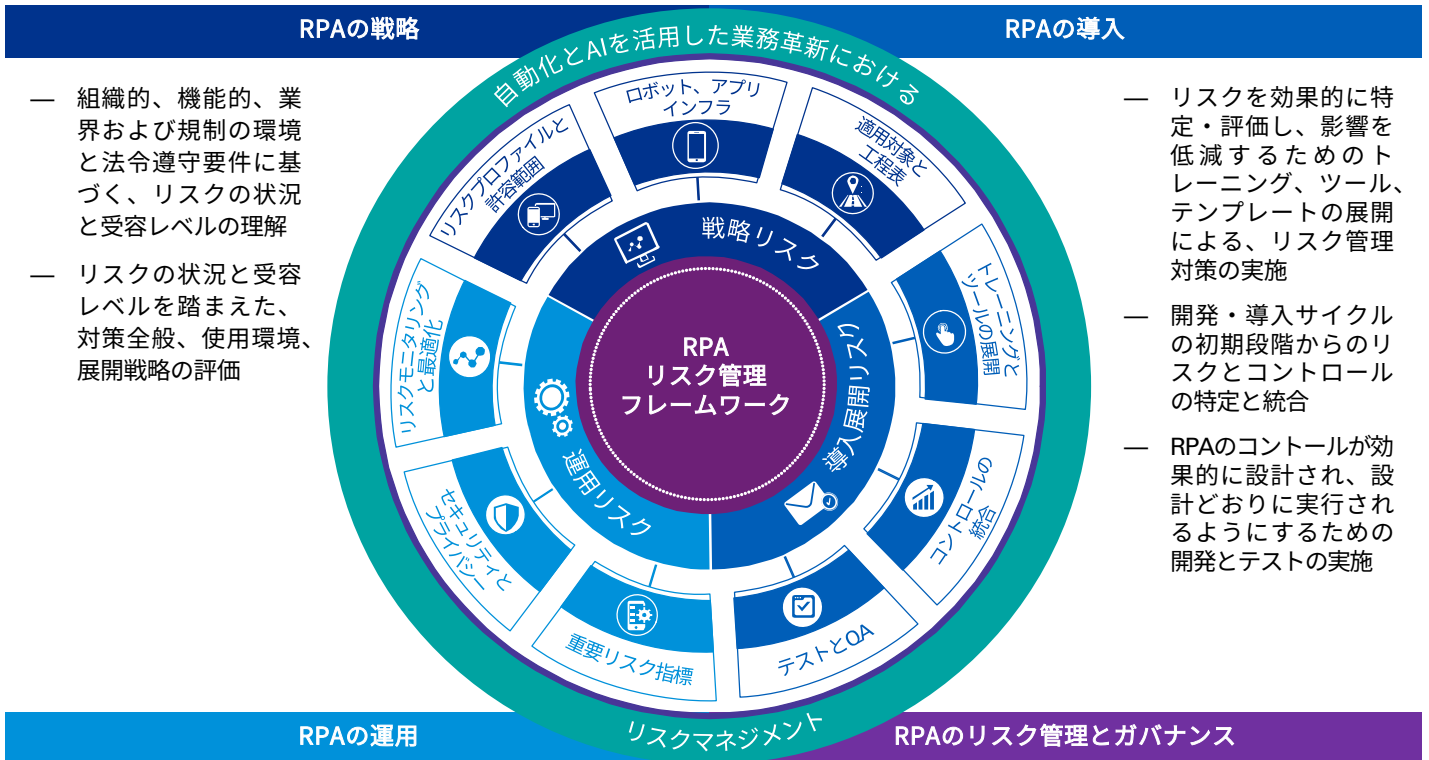 RPAの戦略
RPAの導入
自動化とAIを活用した業務革新における
— 組織的、機能的、業
界および規制の環境
と法令遵守要件に基
づく、リスクの状況
と受容レベルの理解
— リスクの状況と受容
レベルを踏まえた、
対策全般、使用環境、
展開戦略の評価
リスクプロファイルと
許容範囲
ロボット、アプリ
インフラ
適用対象と
工程表
トレーニングと
ツールの展開
コントロールの
統合
テストとQA
重要リスク指標
セキュリティと
プライバシー
リスクモニタリング
と最適化
戦略リスク
導入展開リスク
運用リスク
RPA
リスク管理
フレームワーク
— リスクを効果的に特
定・評価し、影響を
低減するためのト
レーニング、ツール、
テンプレートの展開
による、リスク管理
対策の実施
— 開発・導入サイクル
の初期段階からのリ
スクとコントロール
の特定と統合
— RPAのコントールが効
果的に設計され、設
計どおりに実行され
るようにするための
開発とテストの実施
RPAの運用
リスクマネジメント
RPAのリスク管理とガバナンス